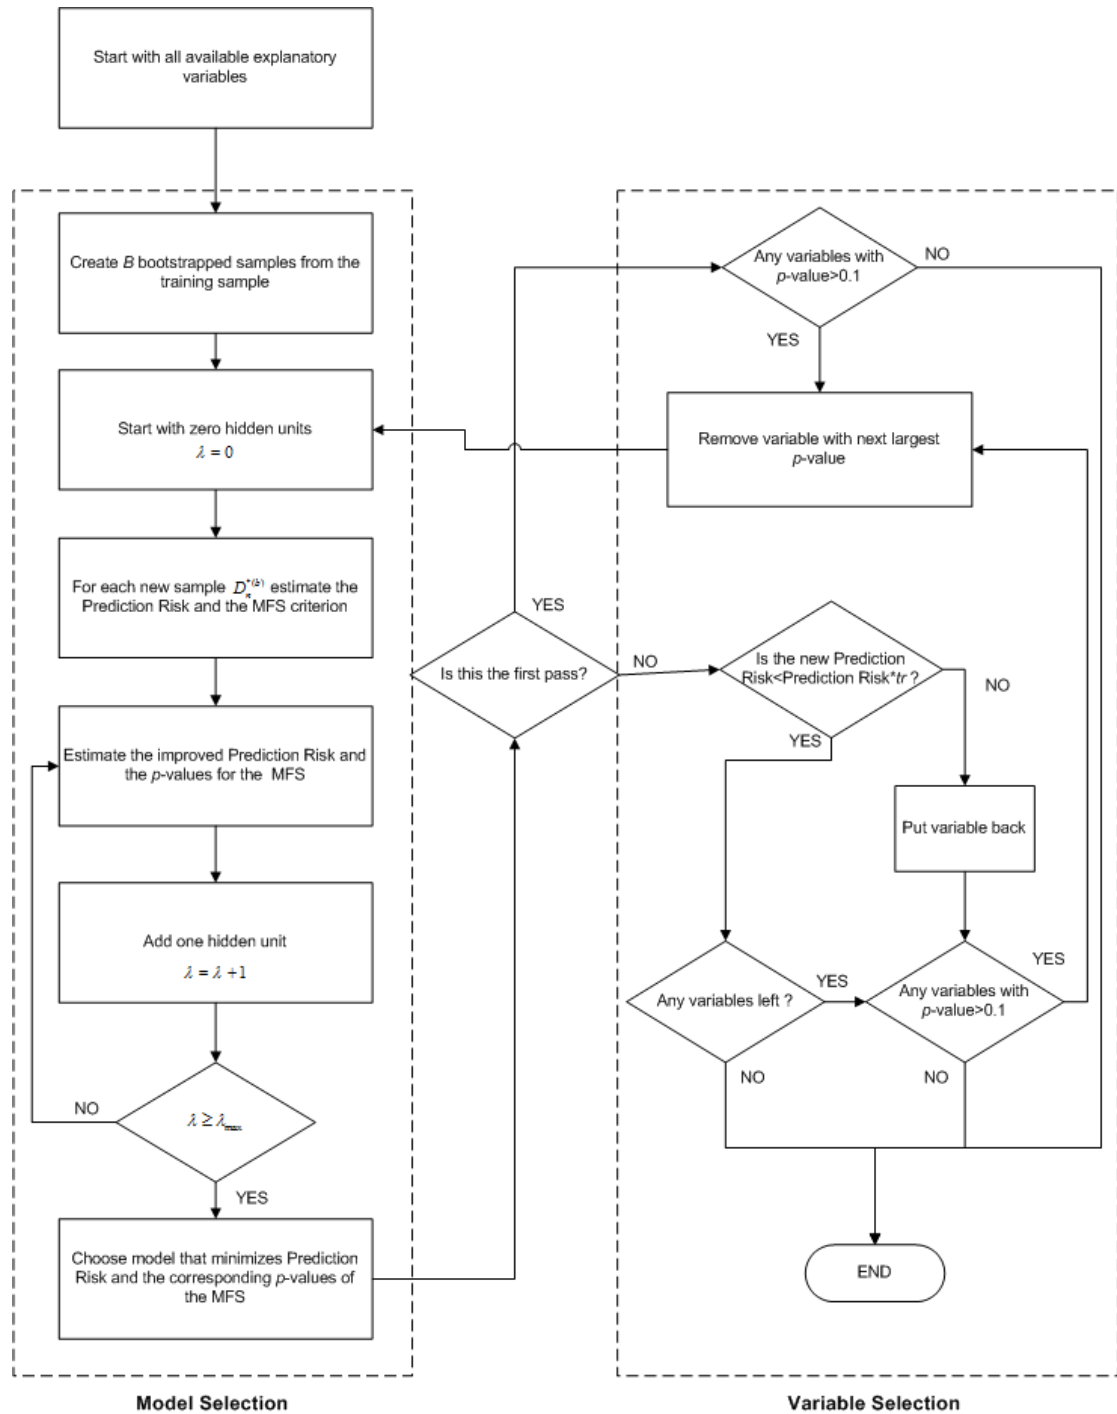 Start with all available explanatory
variables
Create B bootstrapped samples from the
training sample
Start with zero hidden units
λ = 0
For each new sample D_n^{*(b)} estimate the
Prediction Risk and the MFS criterion
Estimate the improved Prediction Risk and
the p-values for the MFS
Add one hidden unit
λ = λ +1
λ ≥ λ_max
NO
YES
Choose model that minimizes Prediction
Risk and the corresponding p-values of
the MFS
Model Selection
Is this the first pass?
YES
NO
Any variables with
p-value>0.1
NO
YES
Remove variable with next largest
p-value
Is the new Prediction
Risk<Prediction Risk*tr ?
NO
YES
Put variable back
Any variables left ?
YES
NO
Any variables with
p-value>0.1
YES
NO
END
Variable Selection